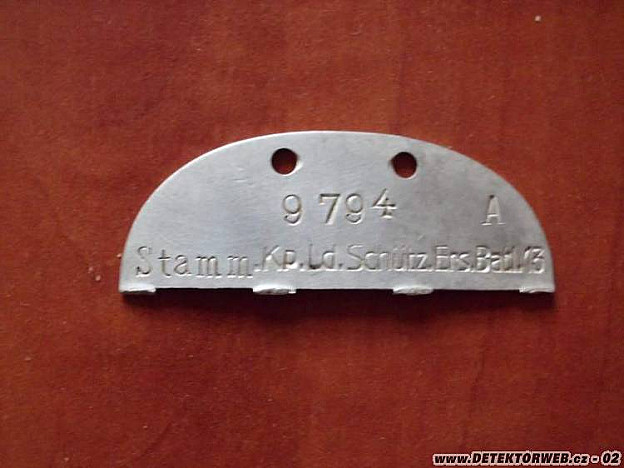 9 794 A
Stamm.Kp.Ld.Schütz.Ers.Batl.13
www.DETEKTORWEB.cz - 02